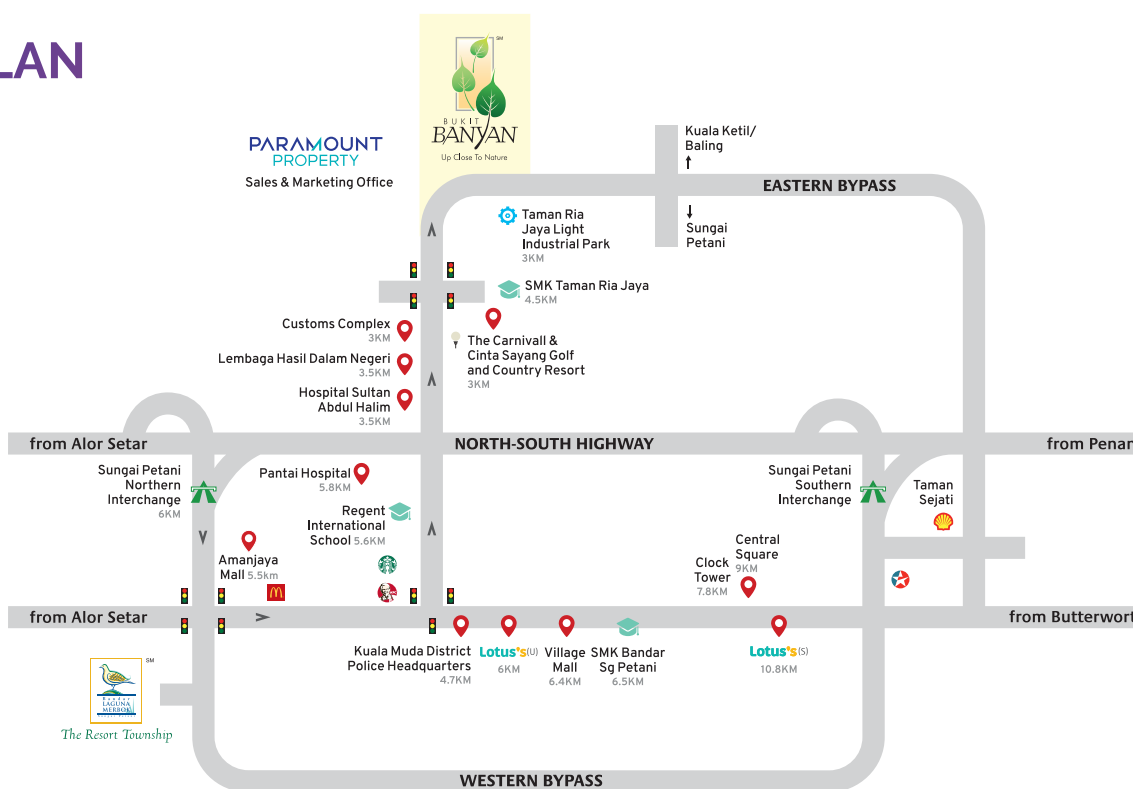 LAN
SM
BUKIT
BANYAN
Up Close To Nature
PARAMOUNT
PROPERTY
Sales & Marketing Office
Kuala Ketil/
Baling
EASTERN BYPASS
Sungai
Petani
Taman Ria
Jaya Light
Industrial Park
3KM
SMK Taman Ria Jaya
4.5KM
Customs Complex
3KM
The Carnivall &
Cinta Sayang Golf
and Country Resort
3KM
Lembaga Hasil Dalam Negeri
3.5KM
Hospital Sultan
Abdul Halim
3.5KM
from Alor Setar
NORTH-SOUTH HIGHWAY
from Penan
Sungai Petani
Northern
Interchange
6KM
Pantai Hospital
5.8KM
Regent
International
School 5.6KM
Sungai Petani
Southern
Interchange
Taman
Sejati
Amanjaya
Mall 5.5km
Clock
Tower
7.8KM
Central
Square
9KM
from Alor Setar
from Butterwort
Kuala Muda District
Police Headquarters
4.7KM
Lotus's(U)
6KM
Village
Mall
6.4KM
SMK Bandar
Sg Petani
6.5KM
Lotus's(S)
10.8KM
SM
Bandar
LAGUNA
MERBOK
The Resort Township
WESTERN BYPASS